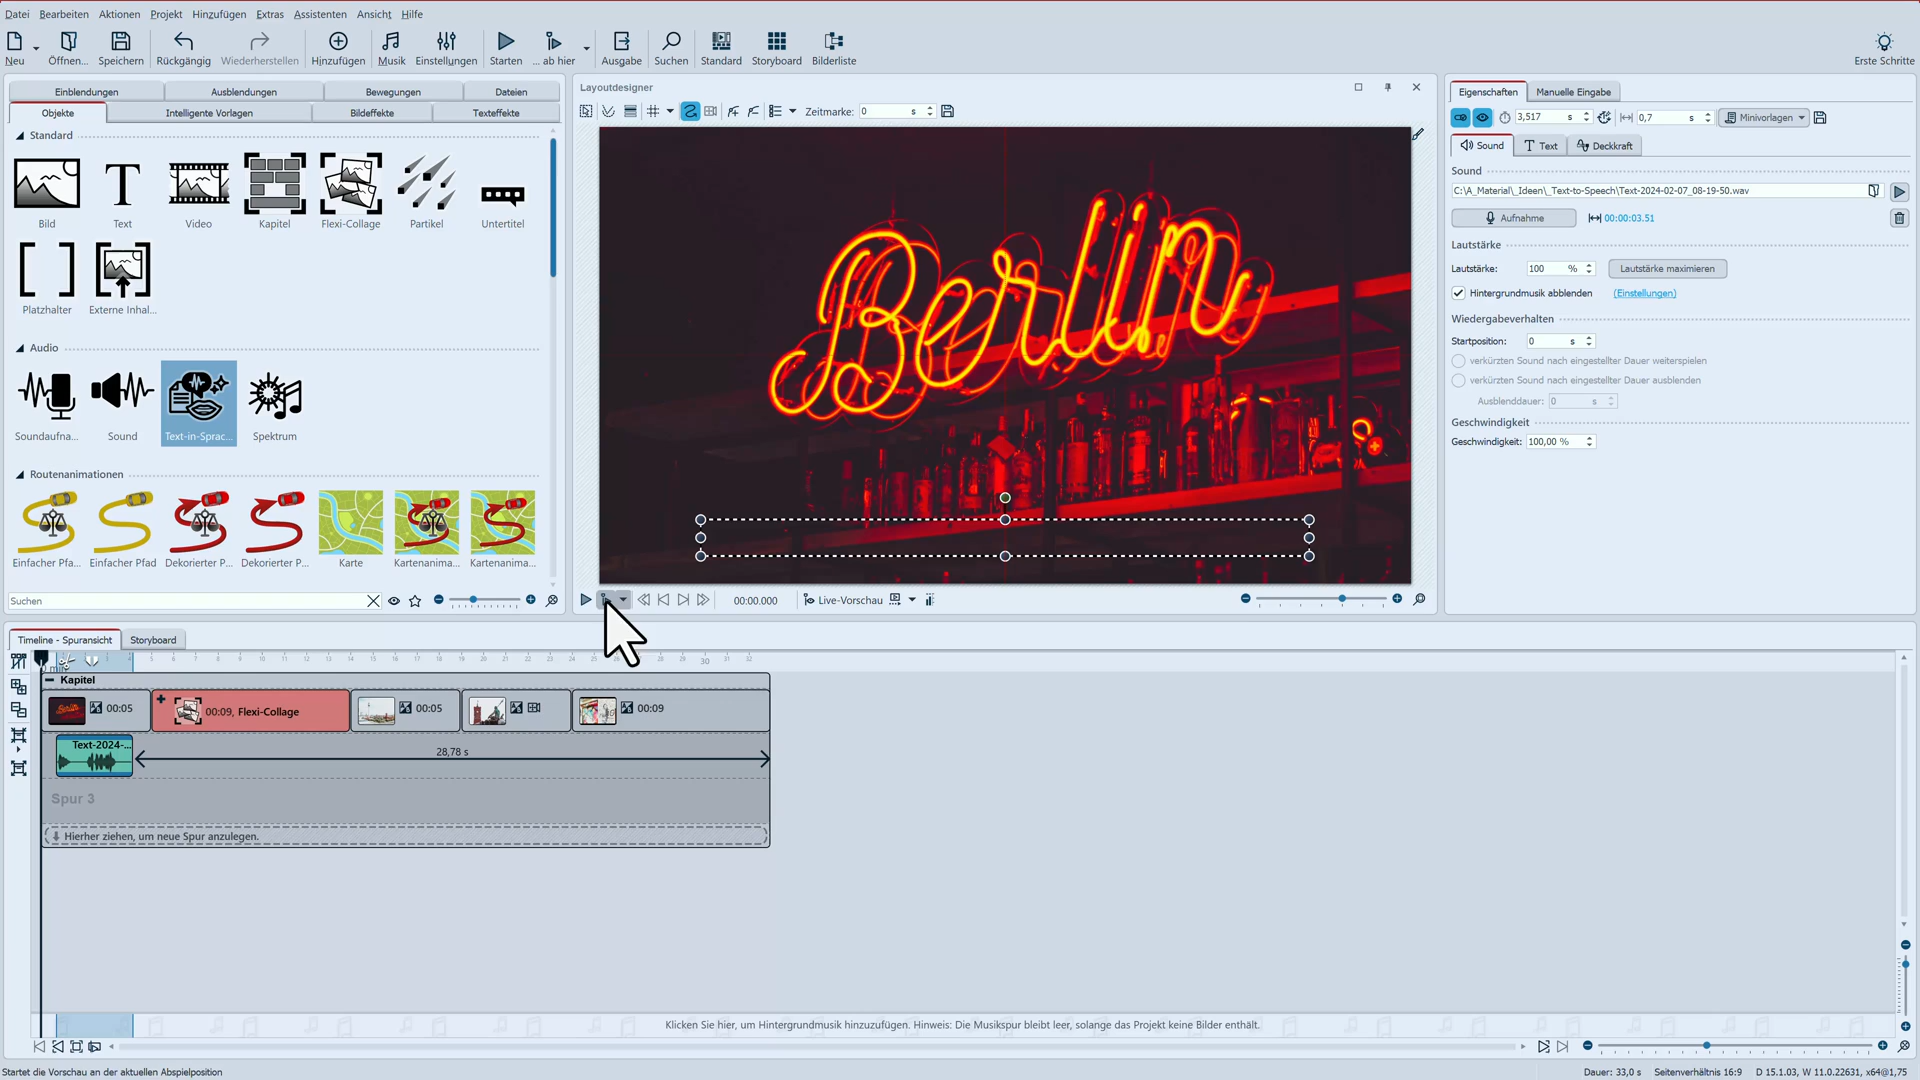 Datei Bearbeiten Aktionen Projekt Hinzufügen Extras Assistenten Ansicht Hilfe
Neu Öffnen... Speichern Rückgängig Wiederherstellen Hinzufügen Musik Einstellungen Starten ... ab hier Ausgabe Suchen Standard Storyboard Bilderliste Erste Schritte
Einblendungen Ausblendungen Bewegungen Dateien
Objekte Intelligente Vorlagen Bildeffekte Texteffekte
Standard
Bild Text Video Kapitel Flexi-Collage Partikel Untertitel
Platzhalter Externe Inhal...
Audio
Soundaufna... Sound Text-in-Sprac... Spektrum
Routenanimationen
Einfacher Pfa... Einfacher Pfad Dekorierter P... Dekorierter P... Karte Kartenanima... Kartenanima...
Suchen
Layoutdesigner
Zeitmarke: 0 s
Berlin
00:00.000 Live-Vorschau
Eigenschaften Manuelle Eingabe
3,517 s 0,7 s Minivorlagen
Sound Text Deckkraft
Sound
C:\A_Material\_Ideen\_Text-to-Speech\Text-2024-02-07_08-19-50.wav
Aufnahme 00:00:03.51
Lautstärke
Lautstärke: 100 % Lautstärke maximieren
Hintergrundmusik abblenden (Einstellungen)
Wiedergabeverhalten
Startposition: 0 s
verkürzten Sound nach eingestellter Dauer weiterspielen
verkürzten Sound nach eingestellter Dauer ausblenden
Ausblenddauer: 0 s
Geschwindigkeit
Geschwindigkeit: 100,00 %
Timeline - Spuransicht Storyboard
Kapitel
00:05 00:09, Flexi-Collage 00:05 00:09
Text-2024-... 28,78 s
Spur 3
Hierher ziehen, um neue Spur anzulegen.
Klicken Sie hier, um Hintergrundmusik hinzuzufügen. Hinweis: Die Musikspur bleibt leer, solange das Projekt keine Bilder enthält.
Startet die Vorschau an der aktuellen Abspielposition Dauer: 33,0 s Seitenverhältnis 16:9 D 15.1.03, W 11.0.22631, x64@1,75